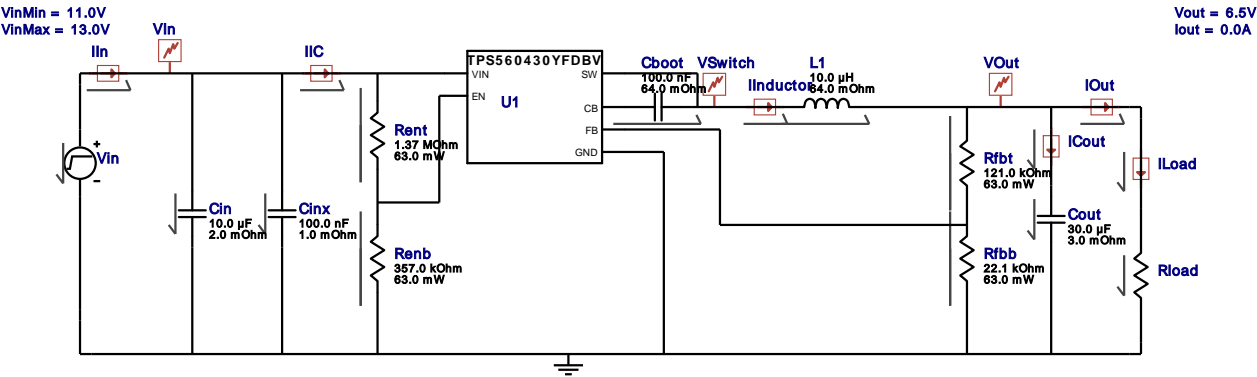 VinMin = 11.0V
VinMax = 13.0V
Vout = 6.5V
Iout = 0.0A
VIn
IIn
IIC
TPS560430YFDBV
VIN
EN
U1
SW
CB
FB
GND
Cboot
100.0 nF
64.0 mOhm
VSwitch
IInductor
L1
10.0 µH
84.0 mOhm
VOut
IOut
Rent
1.37 MOhm
63.0 mW
+
Vin
-
Cin
10.0 µF
2.0 mOhm
Cinx
100.0 nF
1.0 mOhm
Renb
357.0 kOhm
63.0 mW
Rfbt
121.0 kOhm
63.0 mW
ICout
ILoad
Cout
30.0 µF
3.0 mOhm
Rfbb
22.1 kOhm
63.0 mW
Rload